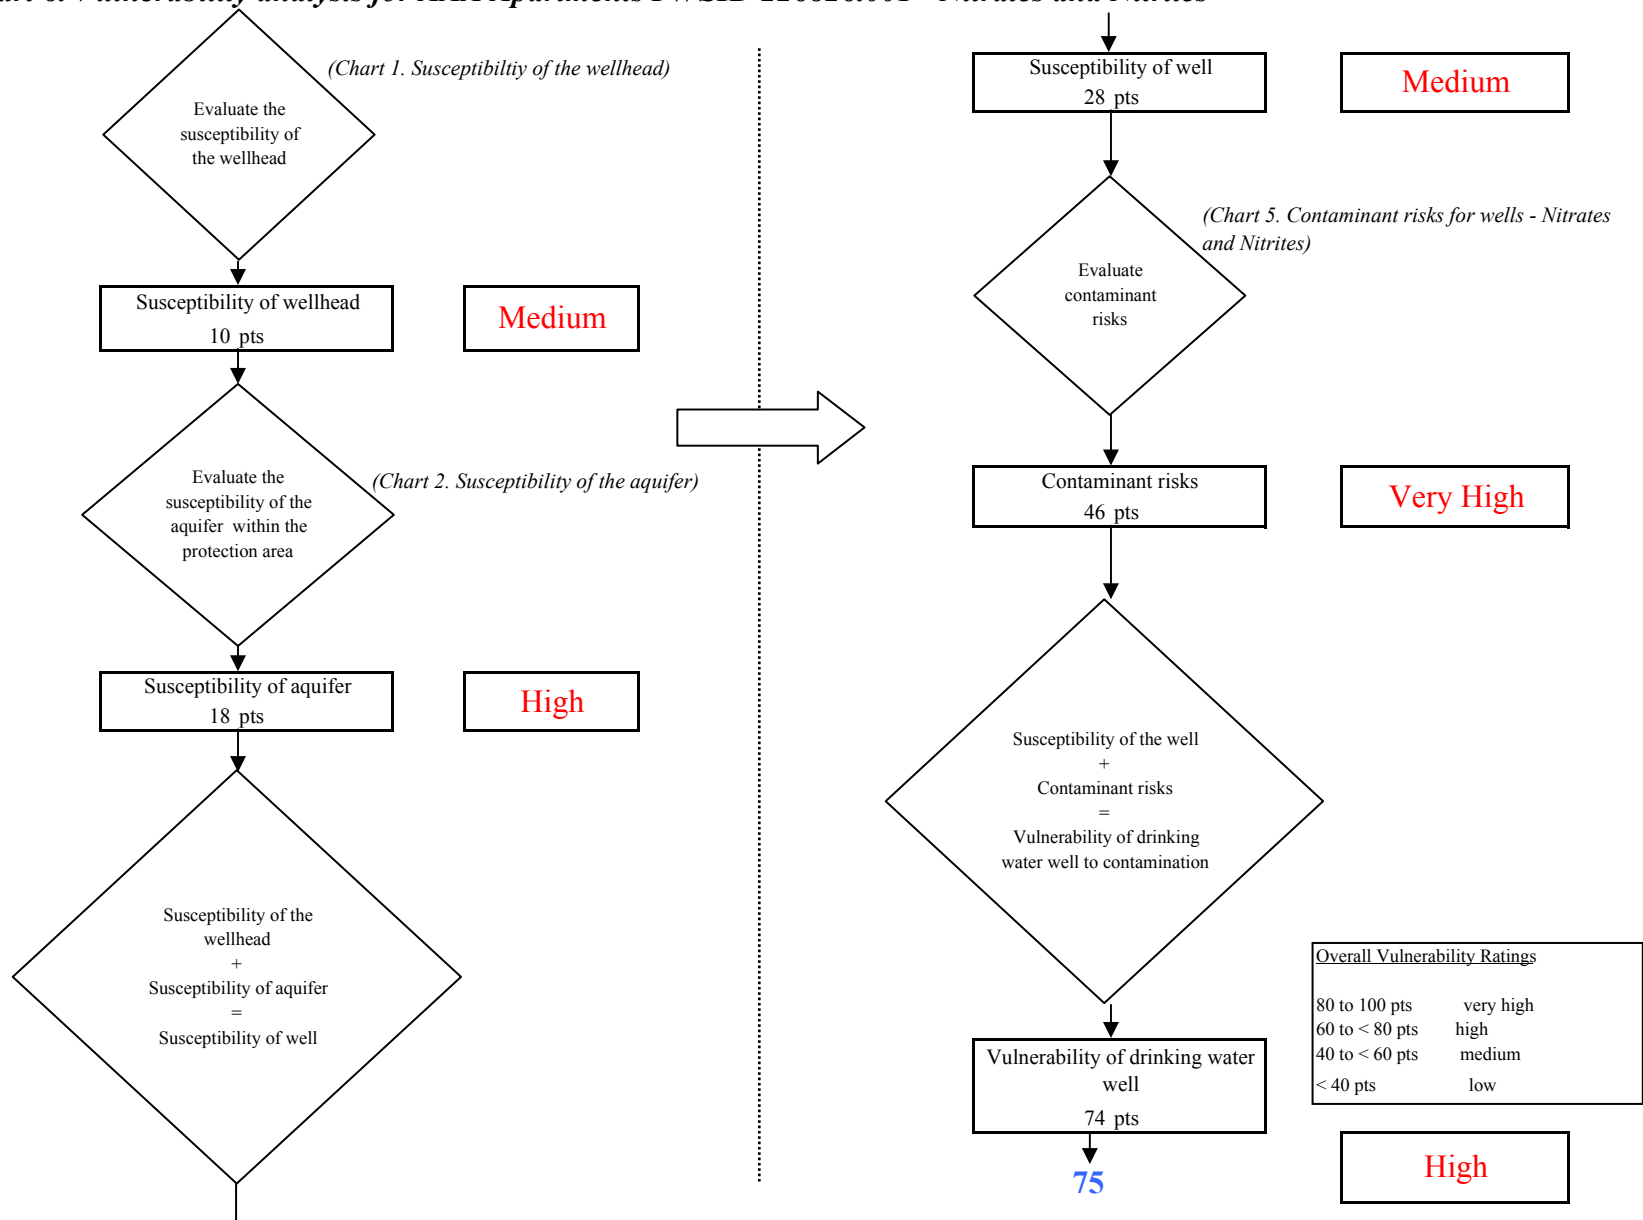 (Chart 1. Susceptibiltiy of the wellhead)
Evaluate the
susceptibility of
the wellhead
Susceptibility of wellhead
10 pts
Medium
Evaluate the
susceptibility of the
aquifer within the
protection area
(Chart 2. Susceptibility of the aquifer)
Susceptibility of aquifer
18 pts
High
Susceptibility of the
wellhead
+
Susceptibility of aquifer
=
Susceptibility of well
Susceptibility of well
28 pts
Medium
(Chart 5. Contaminant risks for wells - Nitrates
and Nitrites)
Evaluate
contaminant
risks
Contaminant risks
46 pts
Very High
Susceptibility of the well
+
Contaminant risks
=
Vulnerability of drinking
water well to contamination
Overall Vulnerability Ratings
80 to 100 pts very high
60 to < 80 pts high
40 to < 60 pts medium
< 40 pts low
Vulnerability of drinking water
well
74 pts
75
High